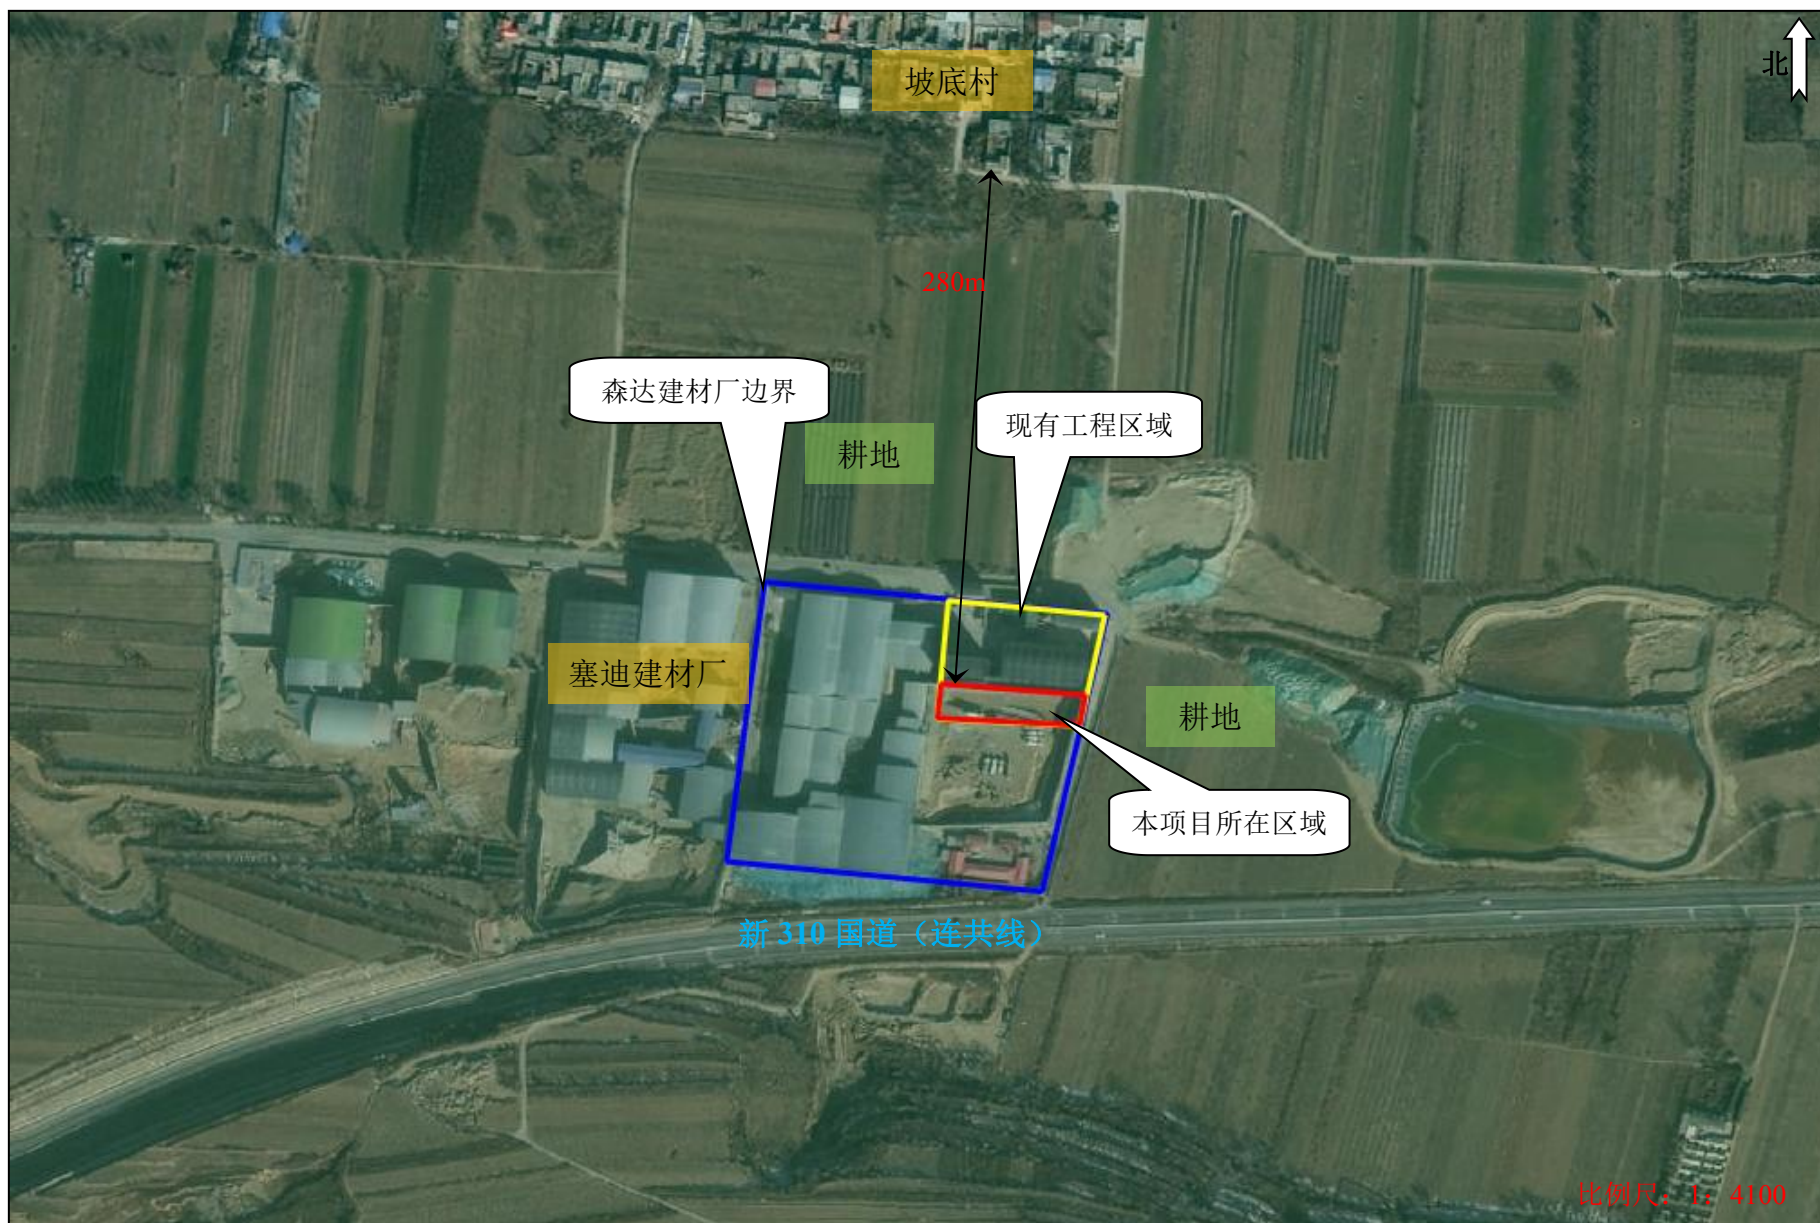 坡底村
北
280m
森达建材厂边界
现有工程区域
耕地
塞迪建材厂
耕地
本项目所在区域
新 310 国道（连共线）
比例尺：1：4100